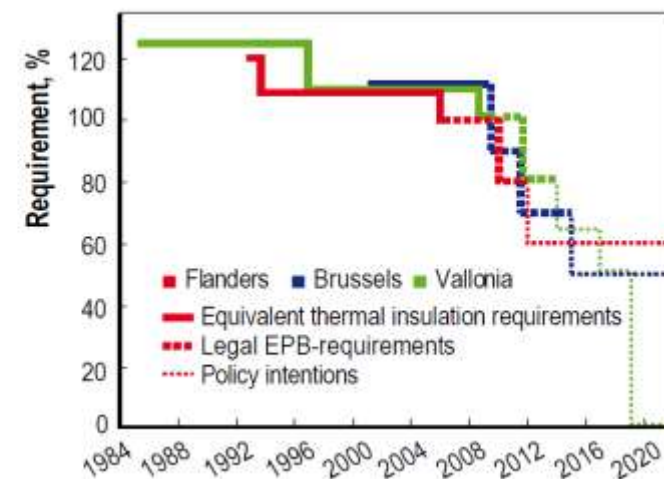 Requirement, %
120
100
80
60
40
20
0
Flanders Brussels Vallonia
Equivalent thermal insulation requirements
Legal EPB-requirements
Policy intentions
1984 1988 1992 1996 2000 2004 2008 2012 2016 2020